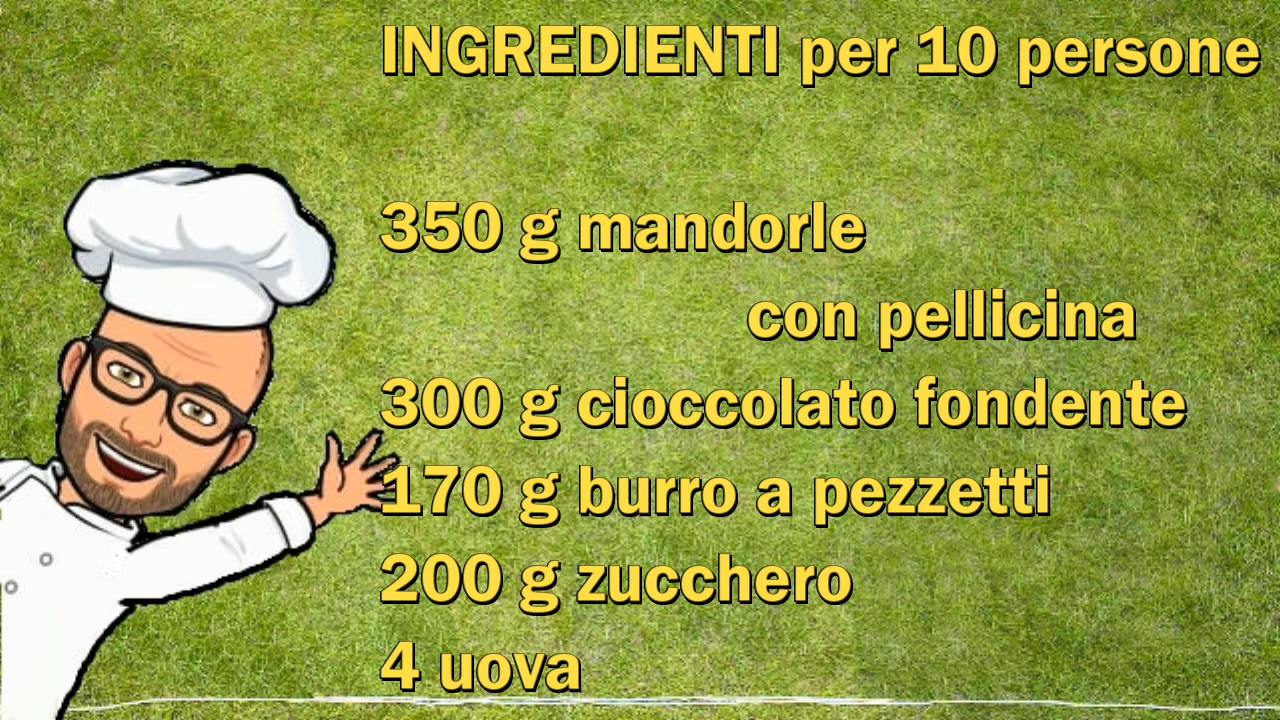 INGREDIENTI per 10 persone
350 g mandorle
con pellicina
300 g cioccolato fondente
170 g burro a pezzetti
200 g zucchero
4 uova